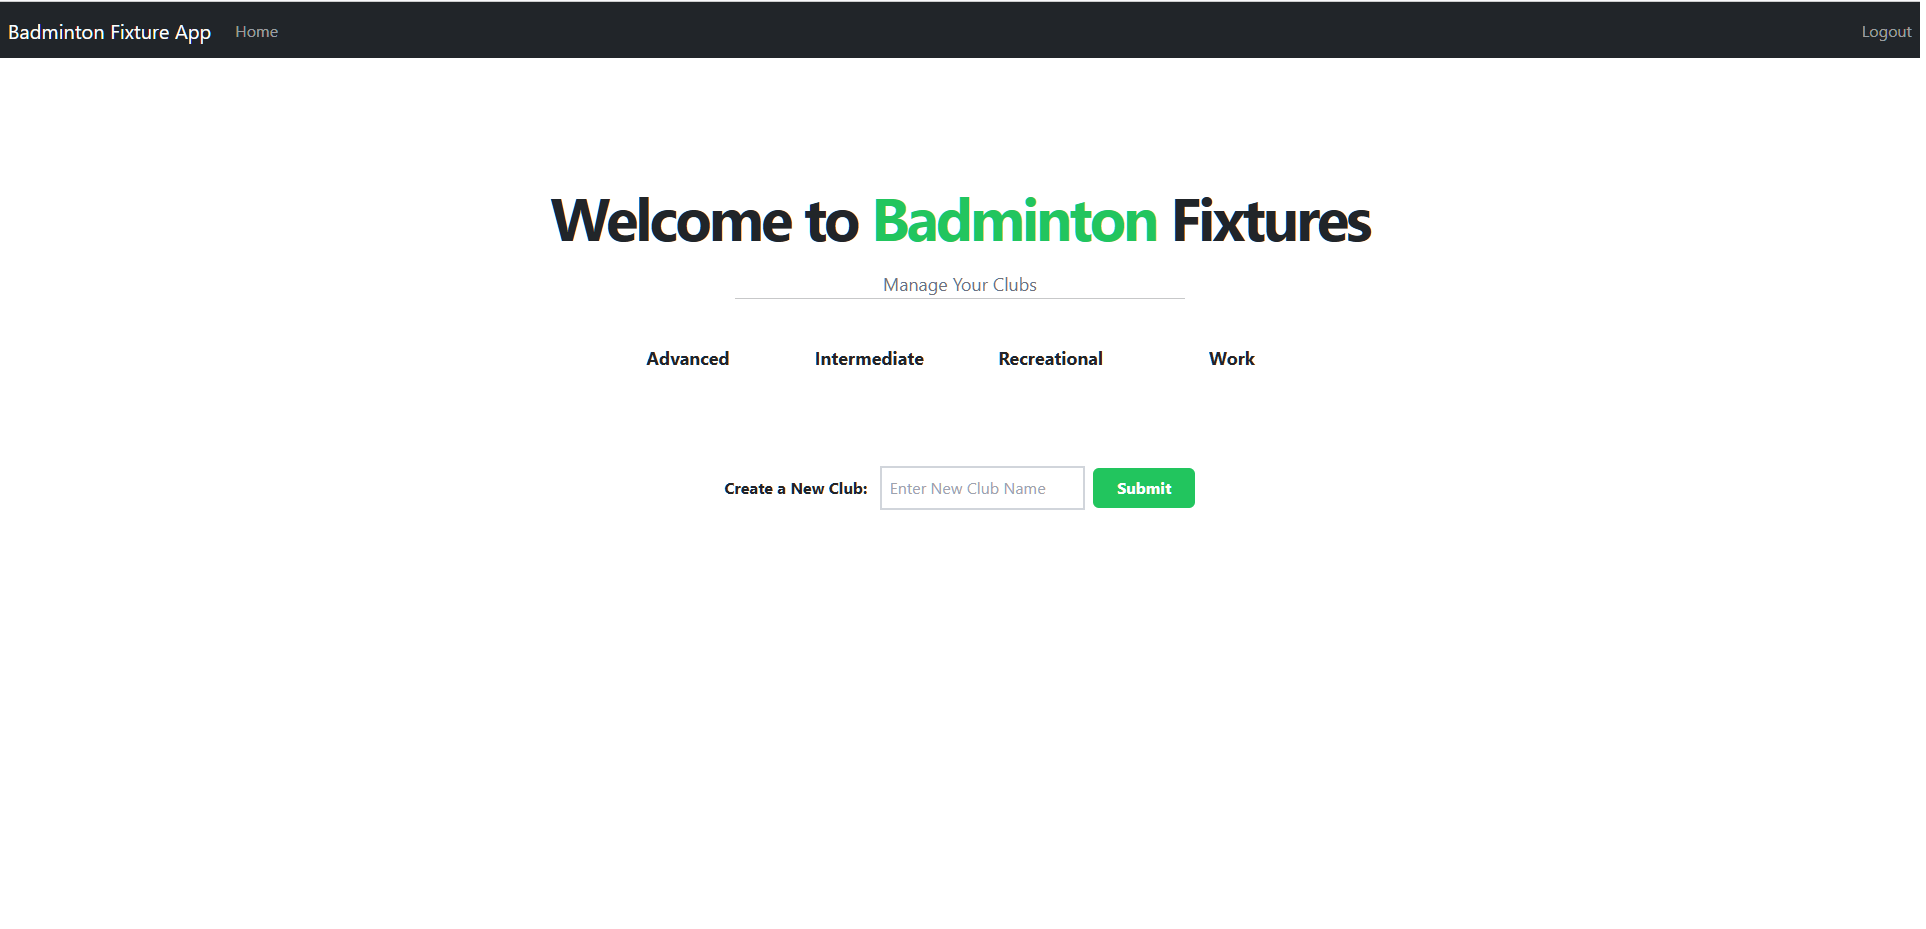 Badminton Fixture App Home Logout
Welcome to Badminton Fixtures
Manage Your Clubs
Advanced Intermediate Recreational Work
Create a New Club: Enter New Club Name Submit